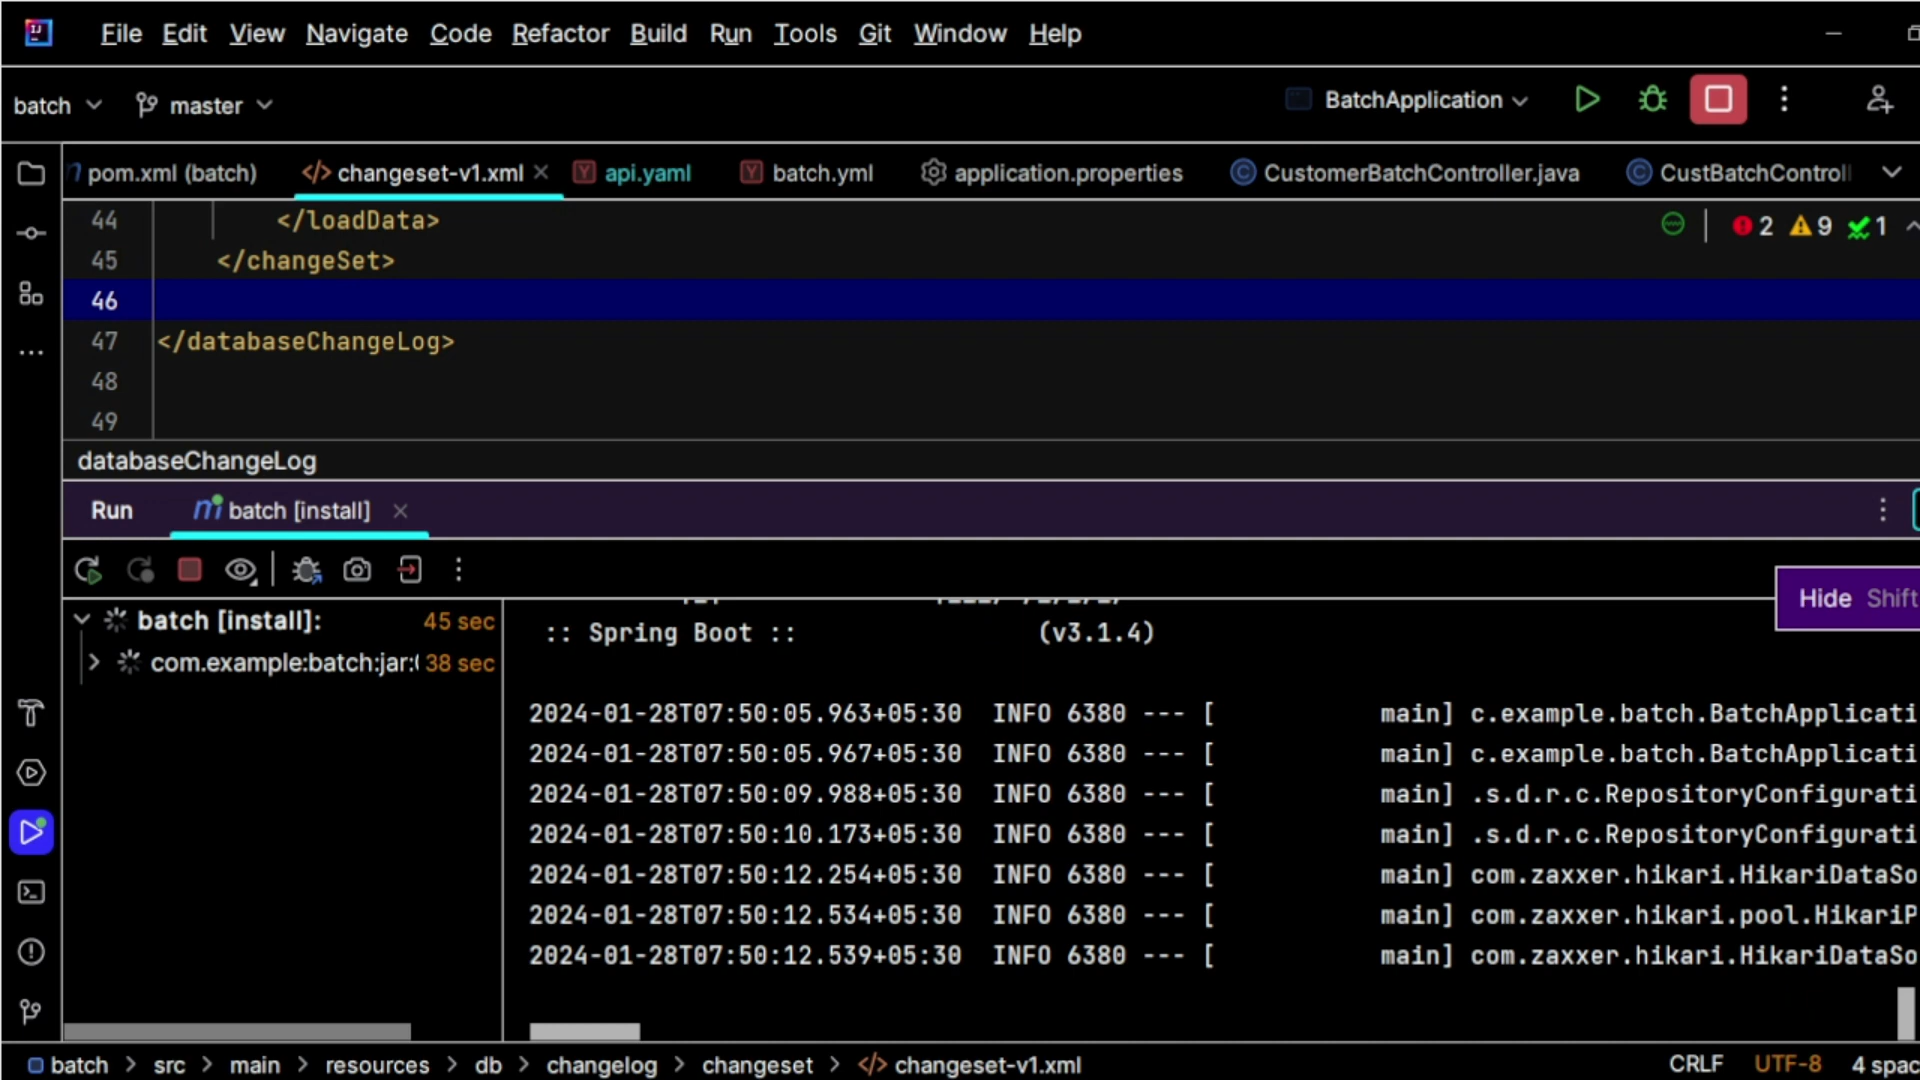 File Edit View Navigate Code Refactor Build Run Tools Git Window Help
batch master BatchApplication
pom.xml (batch) changeset-v1.xml api.yaml batch.yml application.properties CustomerBatchController.java CustBatchControll
44 </loadData> 2 9 1
45 </changeSet>
46
47 </databaseChangeLog>
48
49
databaseChangeLog
Run batch [install]
Hide Shift
batch [install]: 45 sec
com.example:batch:jar: 38 sec
:: Spring Boot :: (v3.1.4)
2024-01-28T07:50:05.963+05:30 INFO 6380 --- [ main] c.example.batch.BatchApplicati
2024-01-28T07:50:05.967+05:30 INFO 6380 --- [ main] c.example.batch.BatchApplicati
2024-01-28T07:50:09.988+05:30 INFO 6380 --- [ main] .s.d.r.c.RepositoryConfigurati
2024-01-28T07:50:10.173+05:30 INFO 6380 --- [ main] .s.d.r.c.RepositoryConfigurati
2024-01-28T07:50:12.254+05:30 INFO 6380 --- [ main] com.zaxxer.hikari.HikariDataSo
2024-01-28T07:50:12.534+05:30 INFO 6380 --- [ main] com.zaxxer.hikari.pool.HikariP
2024-01-28T07:50:12.539+05:30 INFO 6380 --- [ main] com.zaxxer.hikari.HikariDataSo
batch > src > main > resources > db > changelog > changeset > changeset-v1.xml CRLF UTF-8 4 spac